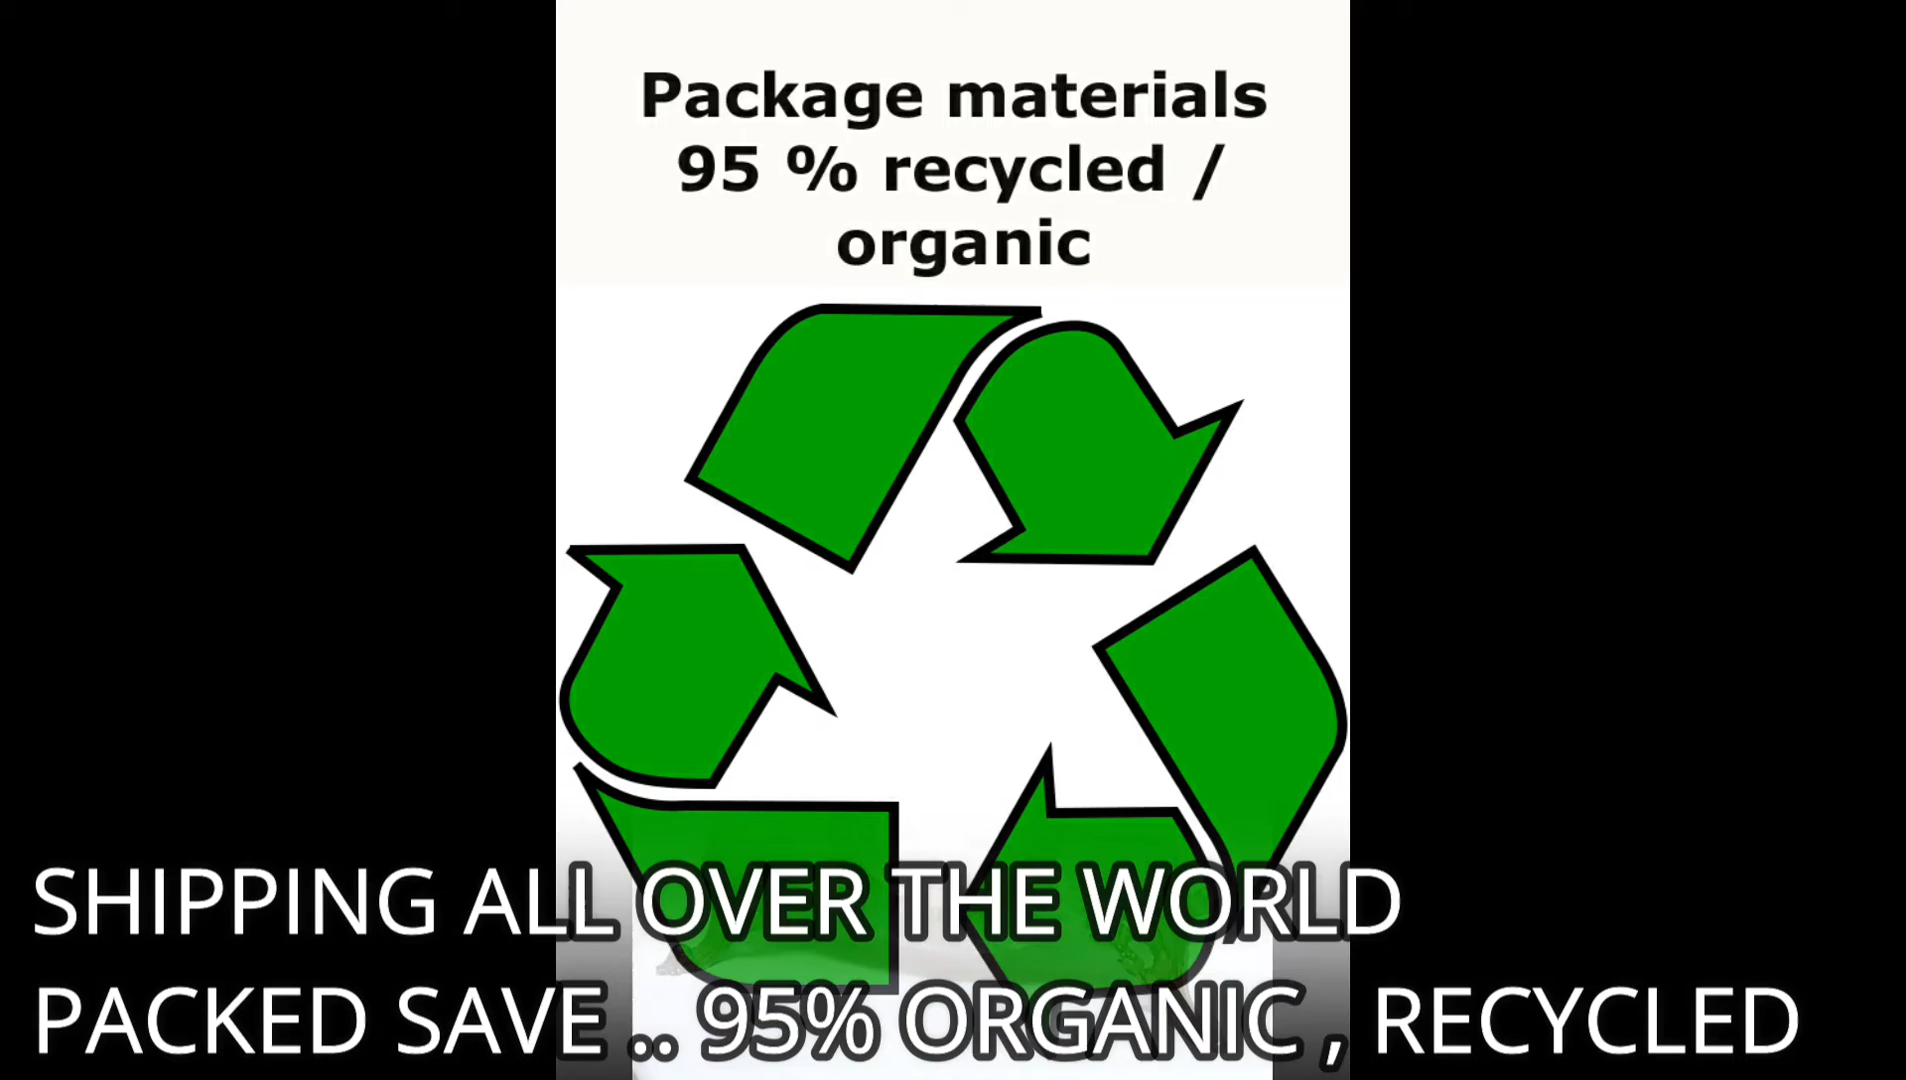 Package materials
95 % recycled /
organic
SHIPPING ALL OVER THE WORLD
PACKED SAVE .. 95% ORGANIC , RECYCLED